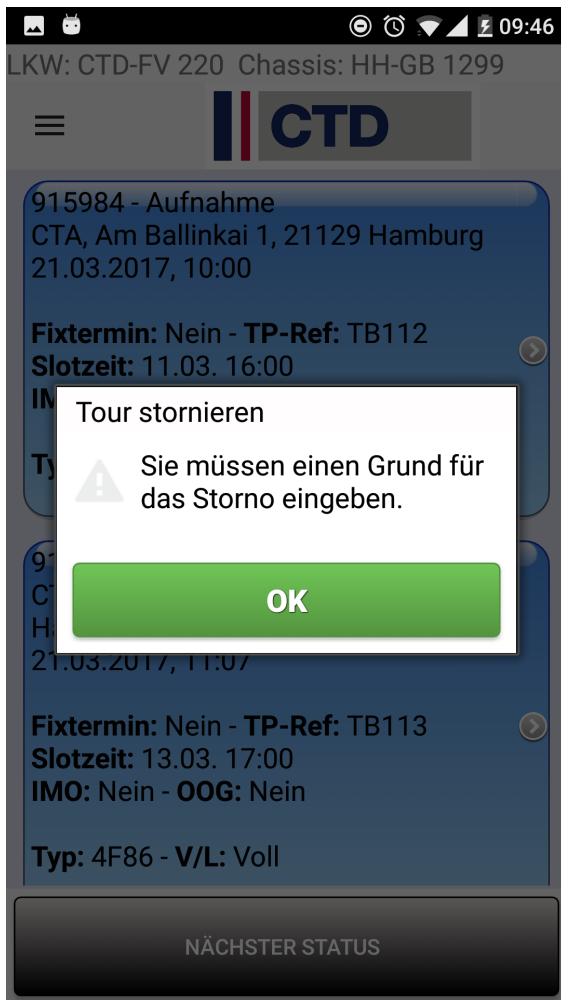 09:46
LKW: CTD-FV 220 Chassis: HH-GB 1299
CTD
915984 - Aufnahme
CTA, Am Ballinkai 1, 21129 Hamburg
21.03.2017, 10:00
Fixtermin: Nein - TP-Ref: TB112
Slotzeit: 11.03. 16:00
Tour stornieren
Sie müssen einen Grund für
das Storno eingeben.
OK
21.03.2017, 11:07
Fixtermin: Nein - TP-Ref: TB113
Slotzeit: 13.03. 17:00
IMO: Nein - OOG: Nein
Typ: 4F86 - V/L: Voll
NÄCHSTER STATUS